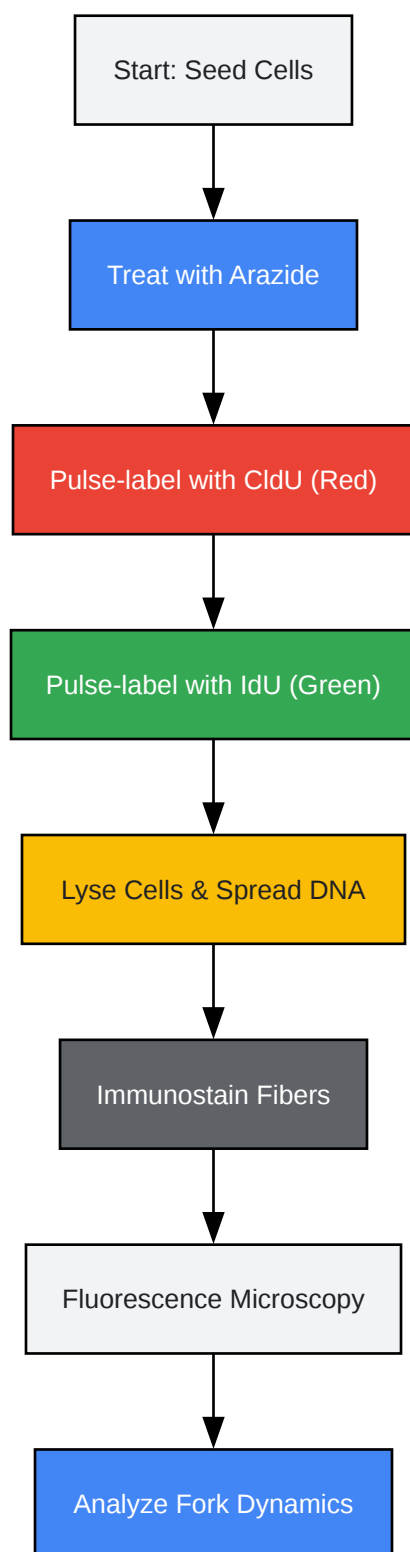 Start: Seed Cells
Treat with Arazide
Pulse-label with CldU (Red)
Pulse-label with IdU (Green)
Lyse Cells & Spread DNA
Immunostain Fibers
Fluorescence Microscopy
Analyze Fork Dynamics